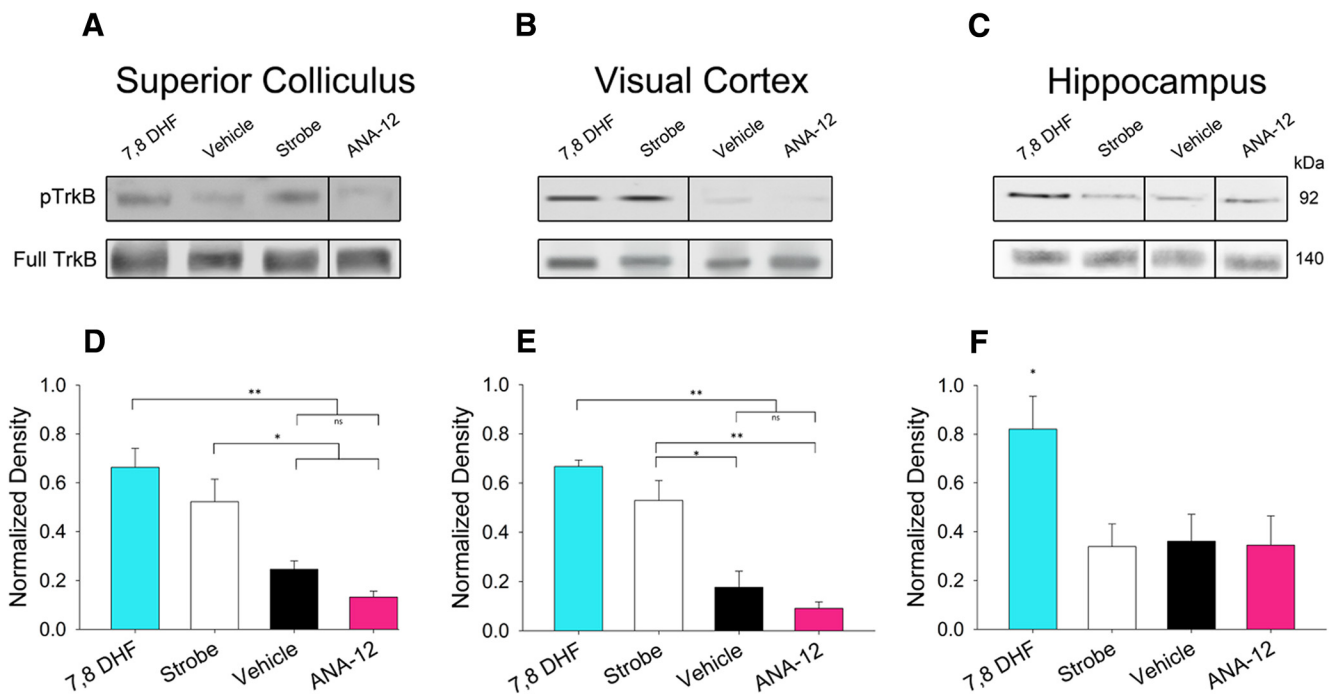 A
B
C
Superior Colliculus
Visual Cortex
Hippocampus
7,8 DHF Vehicle Strobe ANA-12
7,8 DHF Strobe Vehicle ANA-12
7,8 DHF Strobe Vehicle ANA-12
kDa
pTrkB
92
Full TrkB
140
D
E
F
Normalized Density
1.0
0.8
0.6
0.4
0.2
0.0
**
ns
*
7,8 DHF Strobe Vehicle ANA-12
Normalized Density
1.0
0.8
0.6
0.4
0.2
0.0
**
ns
**
*
7,8 DHF Strobe Vehicle ANA-12
Normalized Density
1.0
0.8
0.6
0.4
0.2
0.0
*
7,8 DHF Strobe Vehicle ANA-12